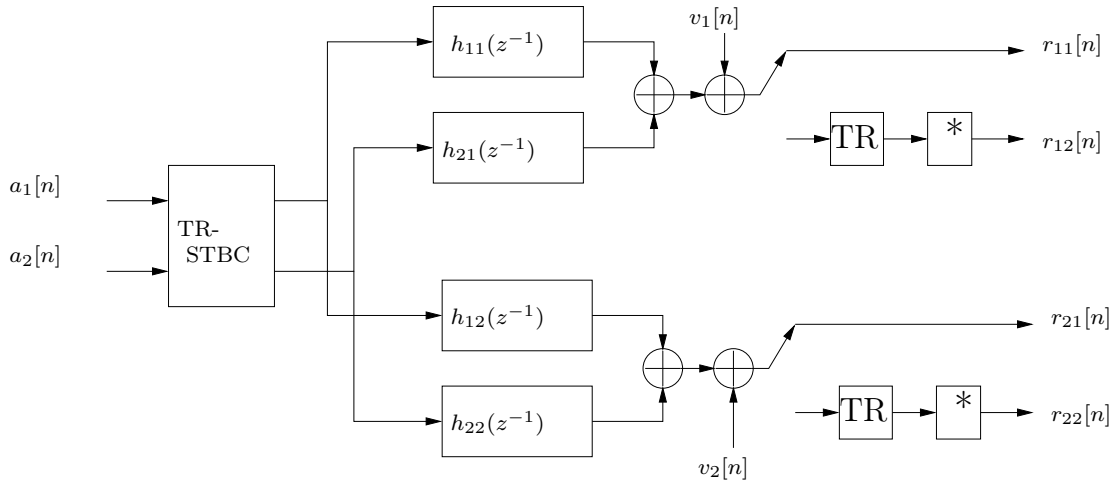 v₁[n]
h₁₁(z⁻¹)
r₁₁[n]
h₂₁(z⁻¹)
TR
*
r₁₂[n]
a₁[n]
a₂[n]
TR-
STBC
h₁₂(z⁻¹)
r₂₁[n]
h₂₂(z⁻¹)
TR
*
r₂₂[n]
v₂[n]